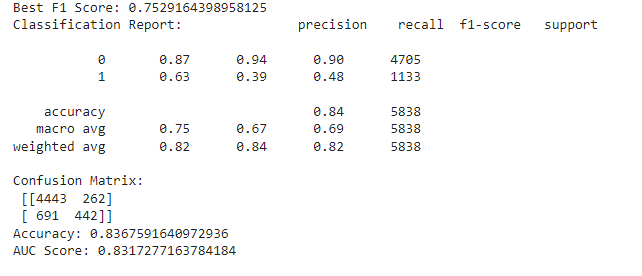 Best F1 Score: 0.7529164398958125
Classification Report:               precision    recall  f1-score   support

           0       0.87      0.94      0.90      4705
           1       0.63      0.39      0.48      1133

    accuracy                           0.84      5838
   macro avg       0.75      0.67      0.69      5838
weighted avg       0.82      0.84      0.82      5838

Confusion Matrix:
 [[4443  262]
 [ 691  442]]
Accuracy: 0.8367591640972936
AUC Score: 0.8317277163784184